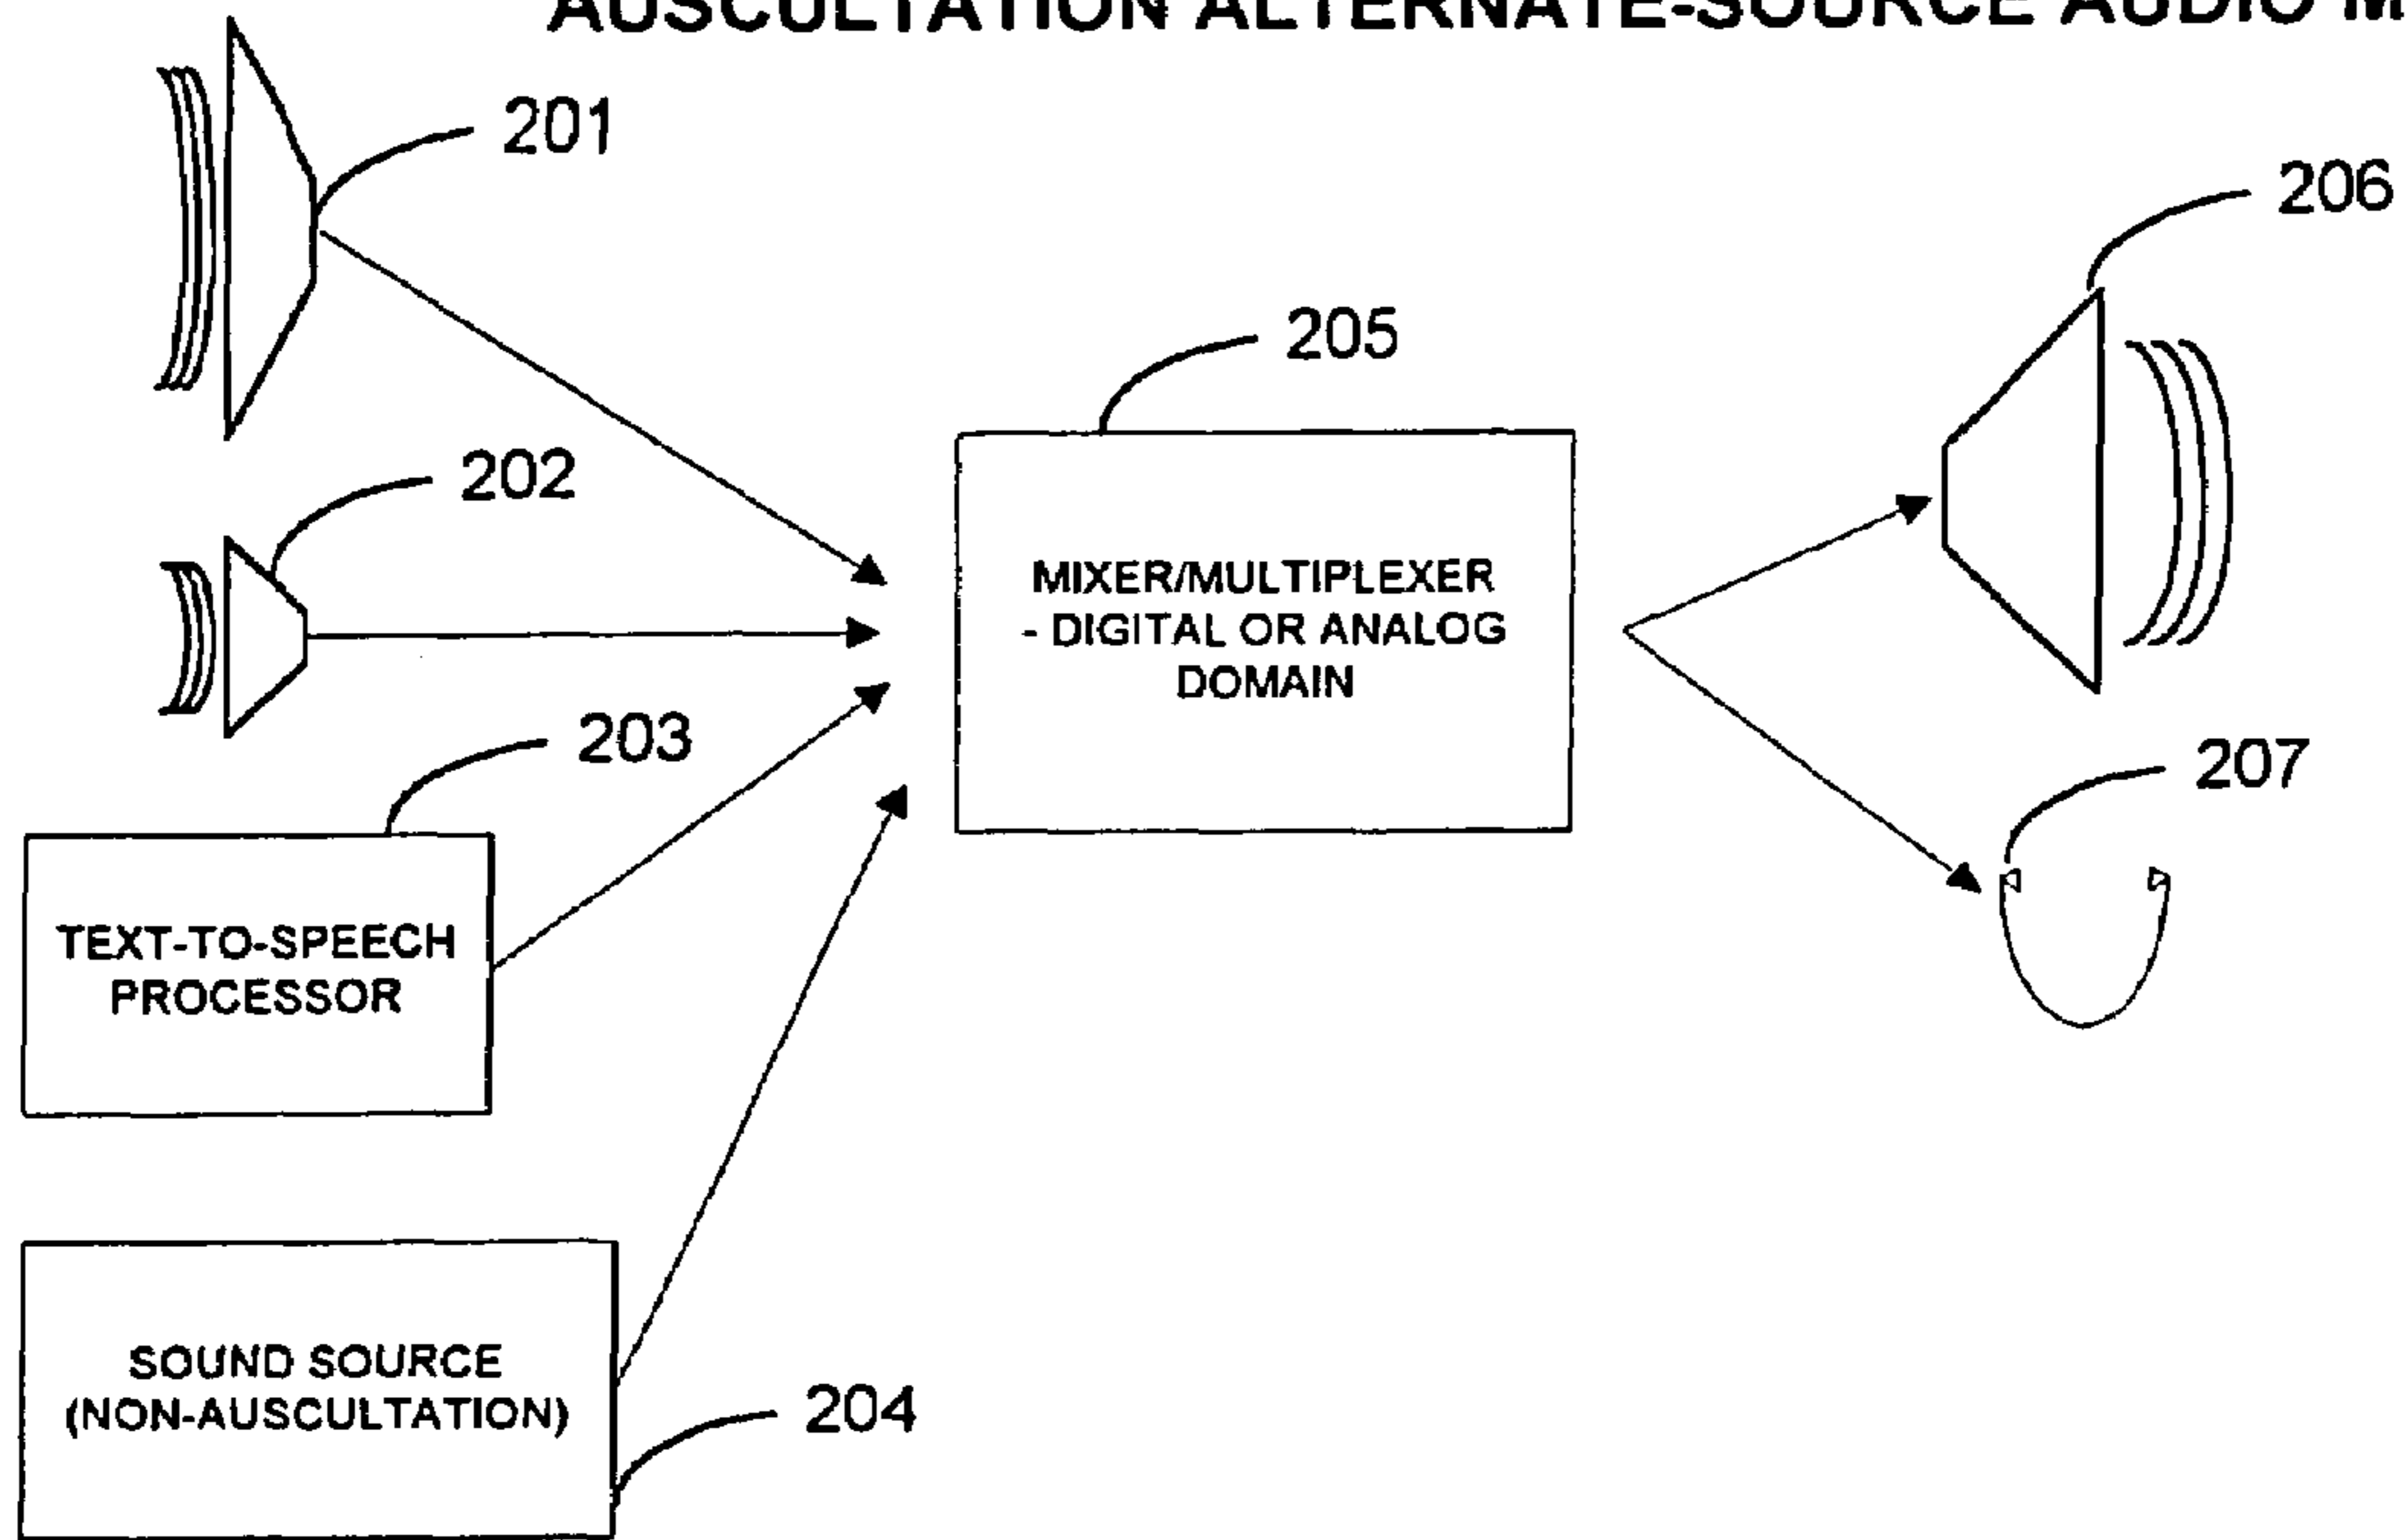 AUSCULTATION ALTERNATE-SOURCE AUDIO M
201
206
205
202
MIXER/MULTIPLEXER
- DIGITAL OR ANALOG
DOMAIN
203
207
TEXT-TO-SPEECH
PROCESSOR
SOUND SOURCE
(NON-AUSCULTATION)
204